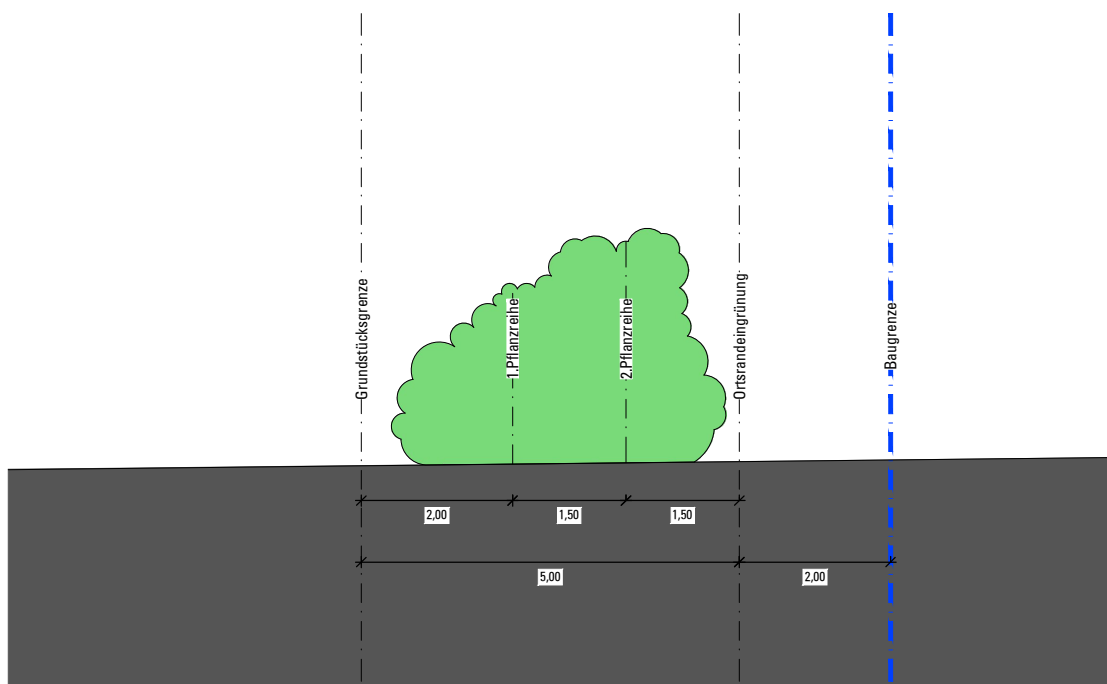 Grundstücksgrenze
1.Pflanzreihe
2.Pflanzreihe
Ortsrandeingrünung
Baugrenze
2,00
1,50
1,50
5,00
2,00